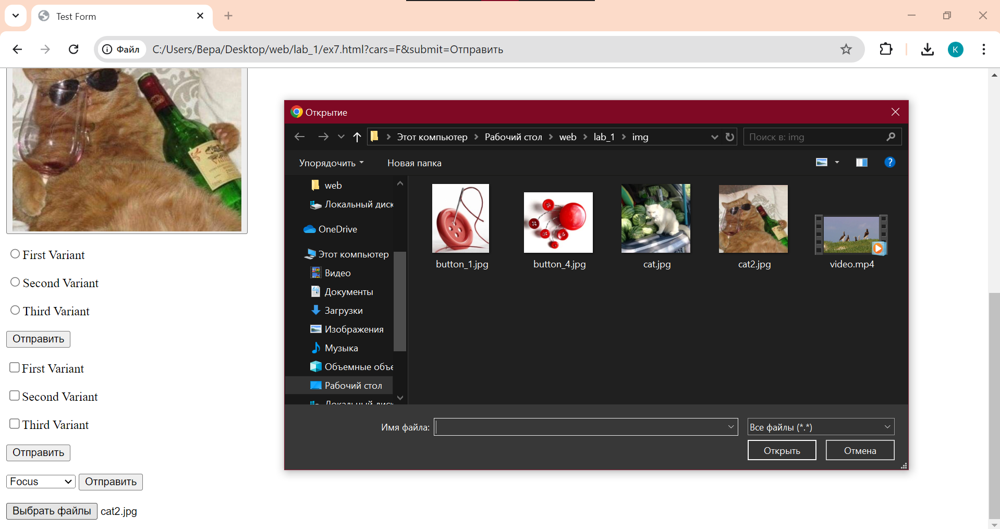 Test Form
Файл
C:/Users/Вера/Desktop/web/lab_1/ex7.html?cars=F&submit=Отправить
K
First Variant
Second Variant
Third Variant
Отправить
First Variant
Second Variant
Third Variant
Отправить
Focus Отправить
Выбрать файлы cat2.jpg
Открытие
Этот компьютер > Рабочий стол > web > lab_1 > img
Поиск в: img
Упорядочить Новая папка
?
web
Локальный диск
OneDrive
Этот компьютер
Видео
Документы
Загрузки
Изображения
Музыка
Объемные объе
Рабочий стол
Локальный диск
button_1.jpg
button_4.jpg
cat.jpg
cat2.jpg
video.mp4
Имя файла:
Все файлы (*.*)
Открыть Отмена